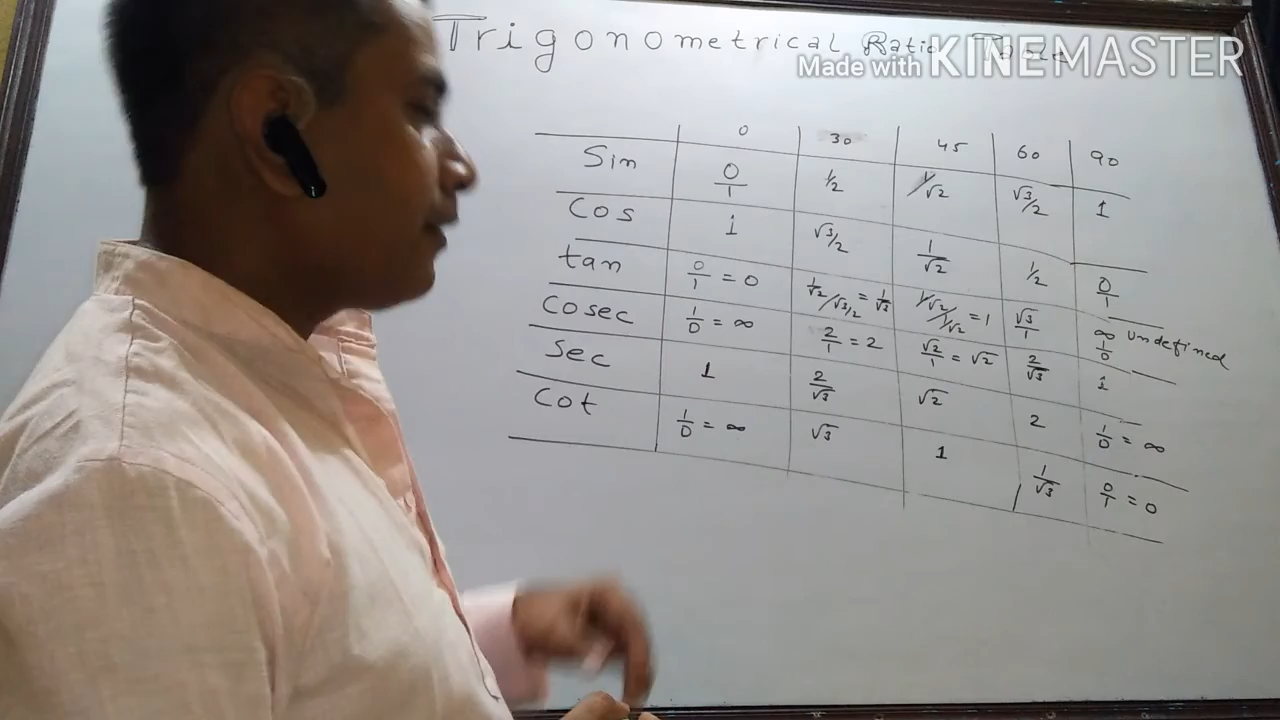 Trigonometrical Ratio Table
Made with KINEMASTER
0 30 45 60 90
Sin 0/1 1/2 1/√2 √3/2 1
Cos 1 √3/2 1/√2 1/2 0/1
tan 0/1 = 0 1/√2/√3/2 = 1/√3 1/√2/1/√2 = 1 √3/1 ∞ undefined 1/0
Cosec 1/0 = ∞ 2/1 = 2 √2/1 = √2 2/√3 1
Sec 1 2/√3 √2 2 1/0 = ∞
Cot 1/0 = ∞ √3 1 1/√3 0/1 = 0